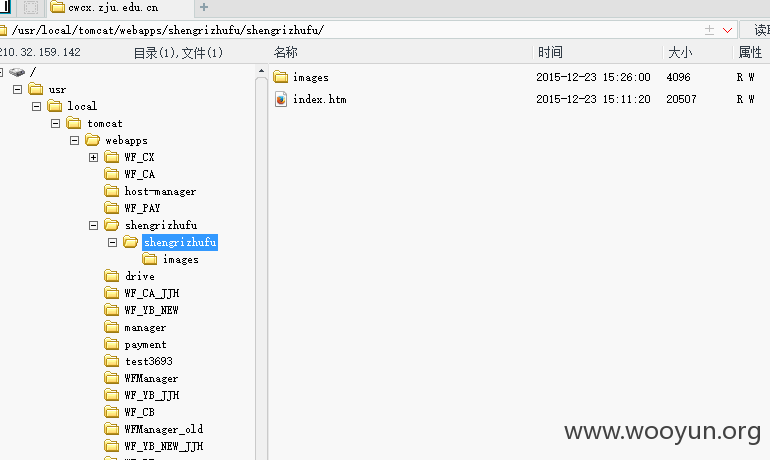 cwcx.zju.edu.cn
/usr/local/tomcat/webapps/shengrizhufu/shengrizhufu/
210.32.159.142 目录(1),文件(1) 名称 时间 大小 属性
/
usr
local
tomcat
webapps
WF_CX
WF_CA
host-manager
WF_PAY
shengrizhufu
shengrizhufu
images
drive
WF_CA_JJH
WF_YB_NEW
manager
payment
test3693
WFManager
WF_YB_JJH
WF_CB
WFManager_old
WF_YB_NEW_JJH
images 2015-12-23 15:26:00 4096 R W
index.htm 2015-12-23 15:11:20 20507 R W
www.wooyun.org